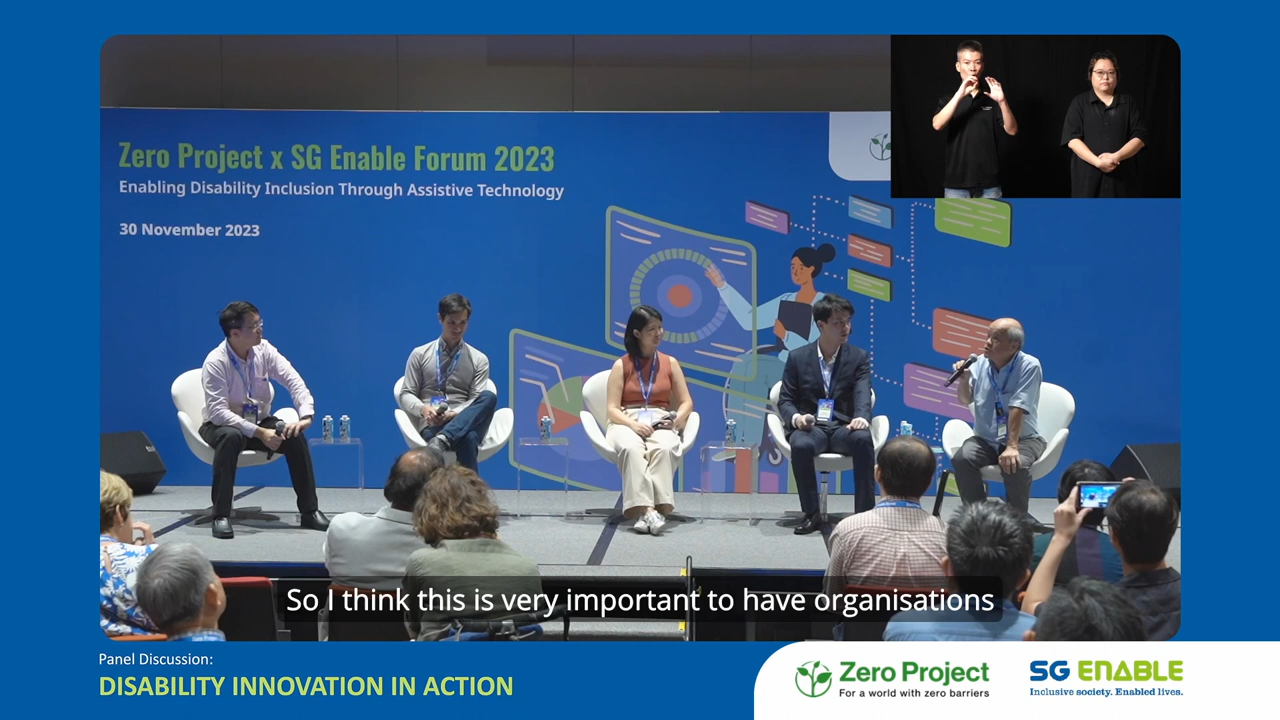 Zero Project x SG Enable Forum 2023
Enabling Disability Inclusion Through Assistive Technology
30 November 2023
So I think this is very important to have organisations
Panel Discussion:
DISABILITY INNOVATION IN ACTION
Zero Project
For a world with zero barriers
SG ENABLE
Inclusive society. Enabled lives.